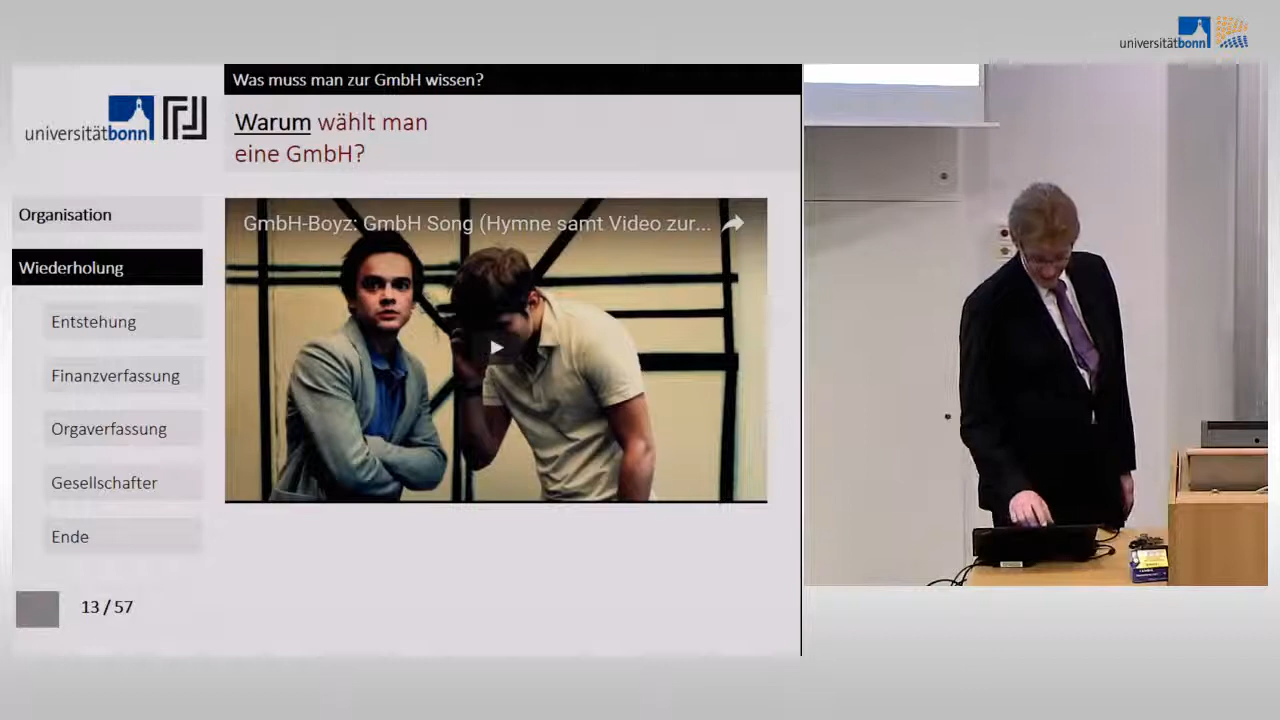 universitätbonn
Was muss man zur GmbH wissen?
universitätbonn
Warum wählt man
eine GmbH?
Organisation
Wiederholung
Entstehung
Finanzverfassung
Orgaverfassung
Gesellschafter
Ende
13 / 57
GmbH-Boyz: GmbH Song (Hymne samt Video zur...